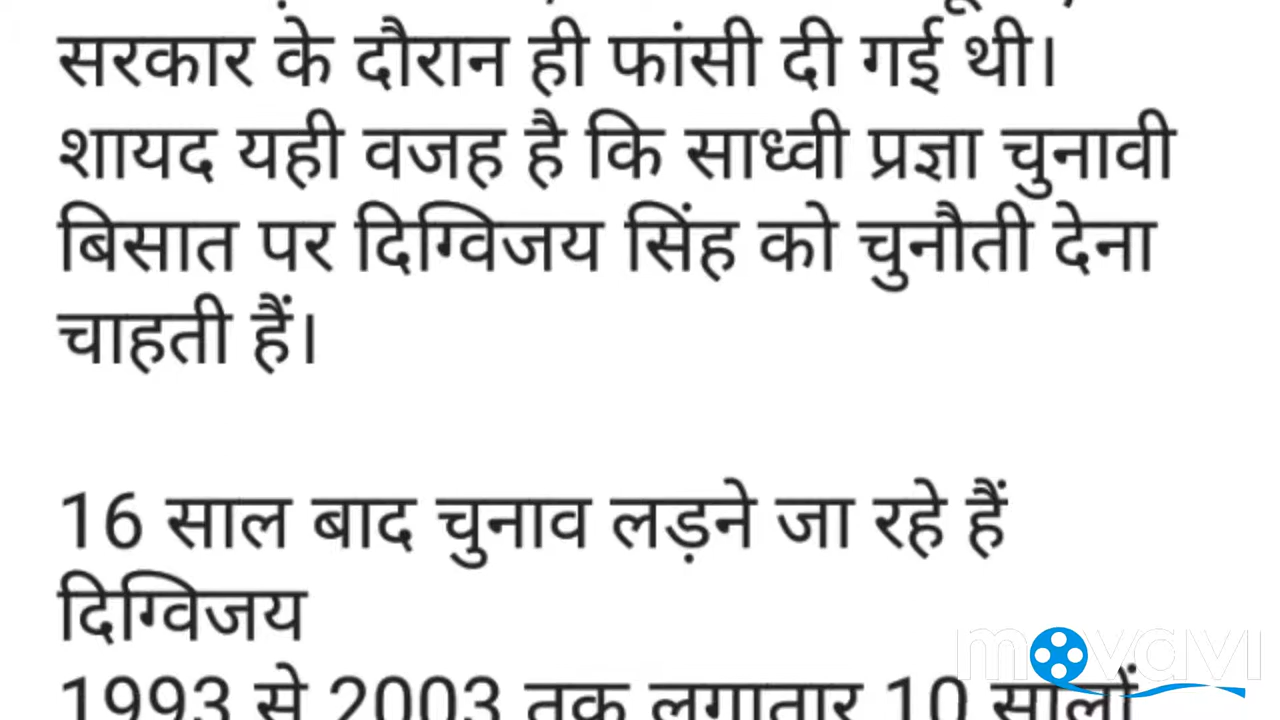 सरकार के दौरान ही फांसी दी गई थी।
शायद यही वजह है कि साध्वी प्रज्ञा चुनावी
बिसात पर दिग्विजय सिंह को चुनौती देना
चाहती हैं।
16 साल बाद चुनाव लड़ने जा रहे हैं
दिग्विजय
1993 से 2003 तक लगातार 10 सालों
movavi